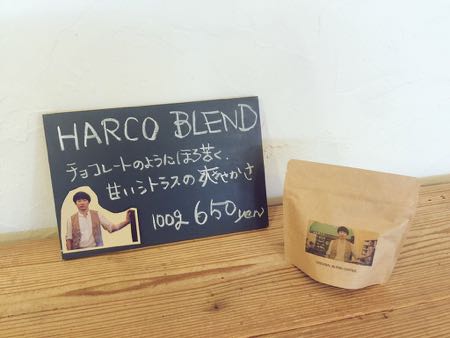 HARCO BLEND
チョコレートのようにほろ苦く、
甘いシトラスの爽やかさ
100g 650yen